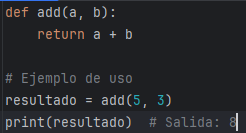 def add(a, b):
    return a + b

# Ejemplo de uso
resultado = add(5, 3)
print(resultado)  # Salida: 8